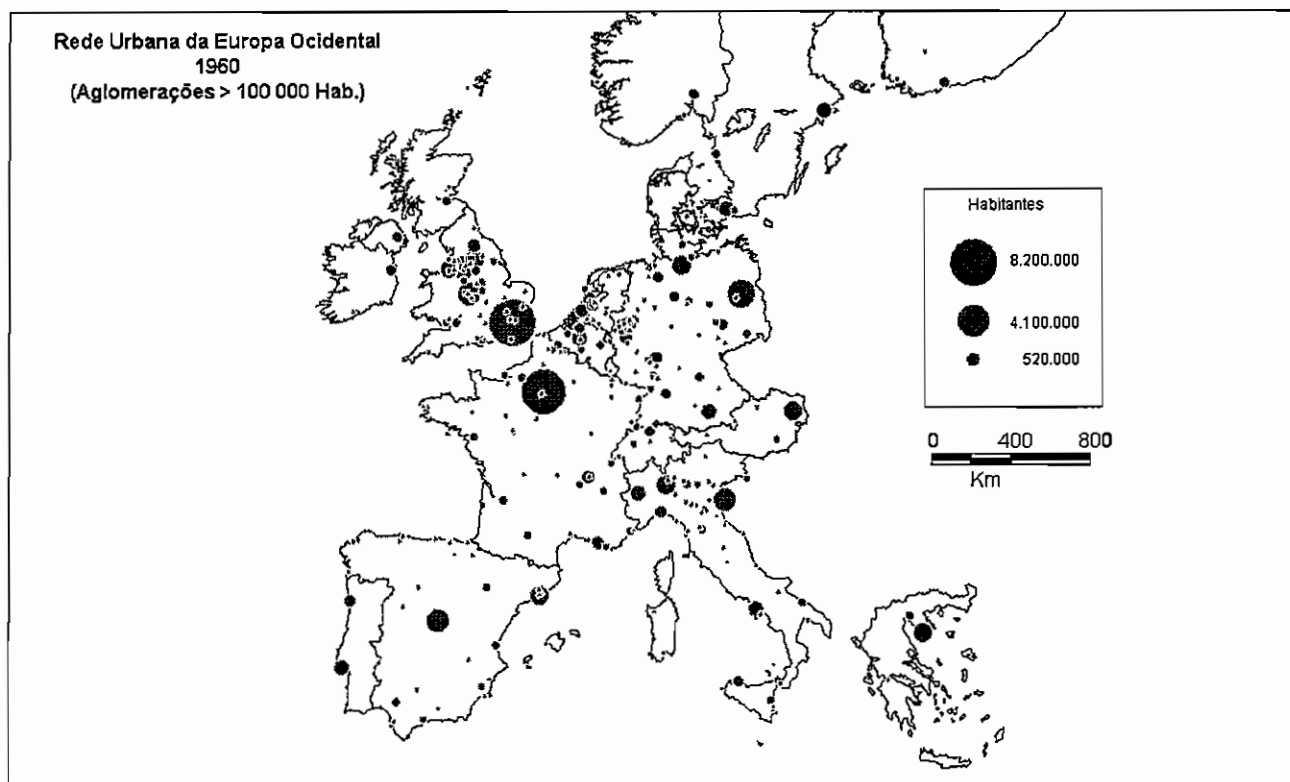 Rede Urbana da Europa Ocidental
1960
(Aglomerações > 100 000 Hab.)
Habitantes
8.200.000
4.100.000
520.000
0 400 800
Km